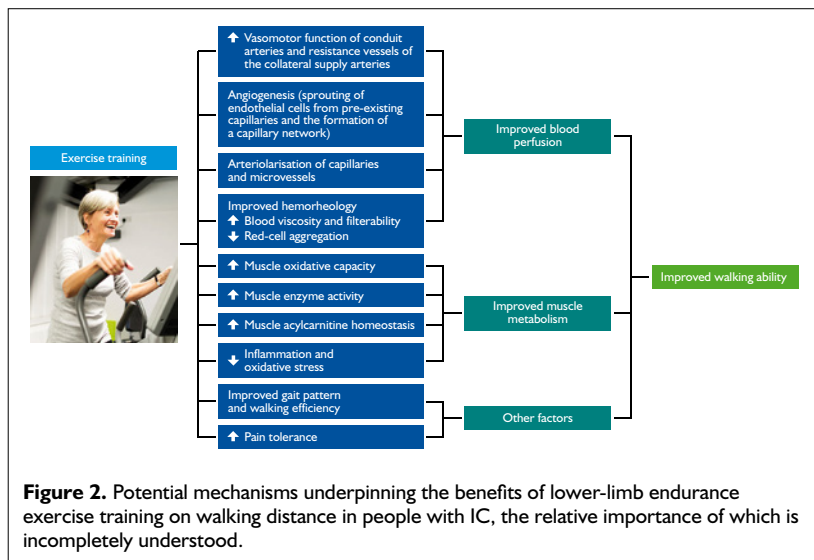 ⬆ Vasomotor function of conduit
arteries and resistance vessels of
the collateral supply arteries
Angiogenesis (sprouting of
endothelial cells from pre-existing
capillaries and the formation of
a capillary network)
Arteriolarisation of capillaries
and microvessels
Improved hemorheology
⬆ Blood viscosity and filterability
⬇ Red-cell aggregation
⬆ Muscle oxidative capacity
⬆ Muscle enzyme activity
⬆ Muscle acylcarnitine homeostasis
⬇ Inflammation and
oxidative stress
Improved gait pattern
and walking efficiency
⬆ Pain tolerance
Exercise training
Improved blood
perfusion
Improved muscle
metabolism
Other factors
Improved walking ability
Figure 2. Potential mechanisms underpinning the benefits of lower-limb endurance
exercise training on walking distance in people with IC, the relative importance of which is
incompletely understood.